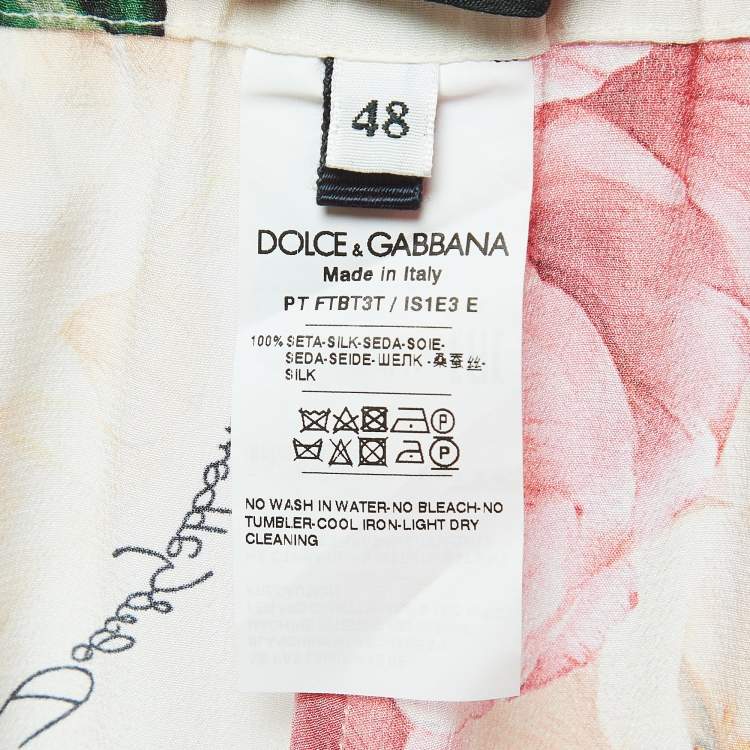 48
DOLCE & GABBANA
Made in Italy
PT FTBT3T / IS1E3 E
100% SETA-SILK-SEDA-SOIE-
SEDA-SEIDE-ШЕЛК -桑蚕丝-
SILK
P
P
NO WASH IN WATER-NO BLEACH-NO
TUMBLER-COOL IRON-LIGHT DRY
CLEANING